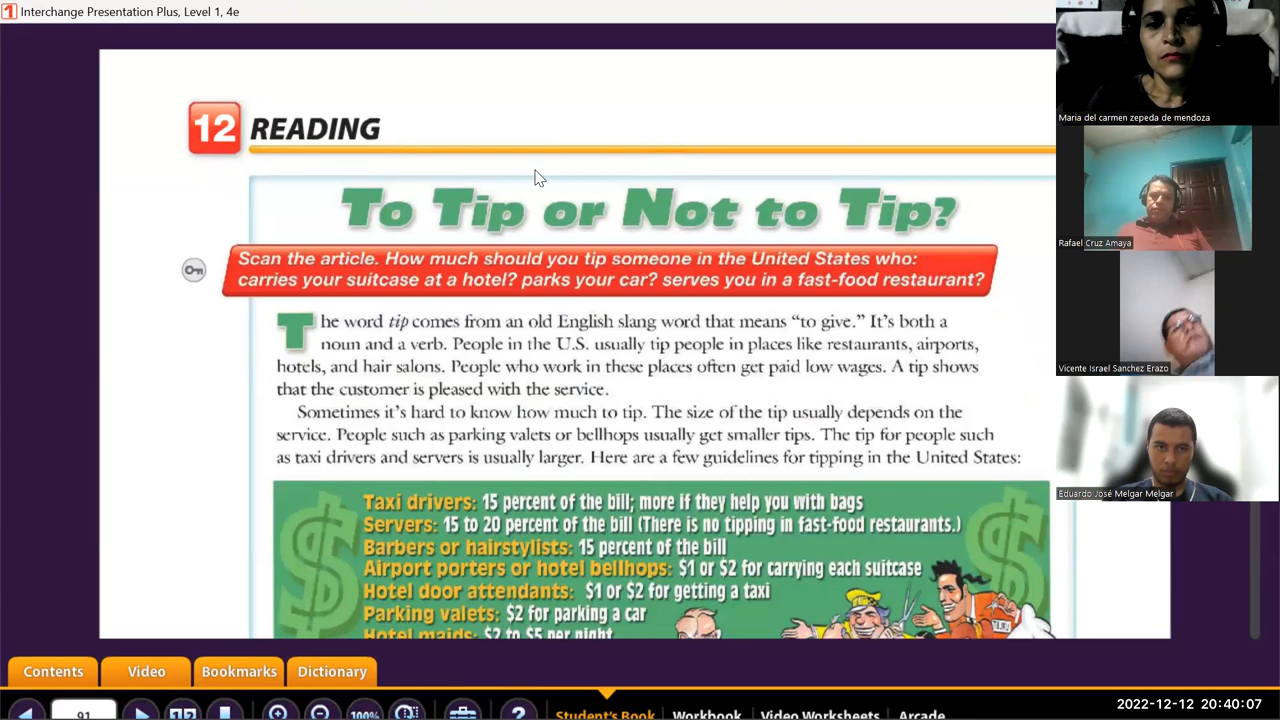 Interchange Presentation Plus, Level 1, 4e
12 READING
To Tip or Not to Tip?
Scan the article. How much should you tip someone in the United States who:
carries your suitcase at a hotel? parks your car? serves you in a fast-food restaurant?
The word tip comes from an old English slang word that means “to give.” It’s both a
noun and a verb. People in the U.S. usually tip people in places like restaurants, airports,
hotels, and hair salons. People who work in these places often get paid low wages. A tip shows
that the customer is pleased with the service.
Sometimes it’s hard to know how much to tip. The size of the tip usually depends on the
service. People such as parking valets or bellhops usually get smaller tips. The tip for people such
as taxi drivers and servers is usually larger. Here are a few guidelines for tipping in the United States:
Taxi drivers: 15 percent of the bill; more if they help you with bags
Servers: 15 to 20 percent of the bill (There is no tipping in fast-food restaurants.)
Barbers or hairstylists: 15 percent of the bill
Airport porters or hotel bellhops: $1 or $2 for carrying each suitcase
Hotel door attendants: $1 or $2 for getting a taxi
Parking valets: $2 for parking a car
Hotel maids: $2 to $5 per night
Maria del carmen zepeda de mendoza
Rafael Cruz Amaya
Vicente Israel Sanchez Erazo
Eduardo José Melgar Melgar
Contents Video Bookmarks Dictionary
91 100% ? Student's Book Workbook Video Worksheets Arcade
2022-12-12 20:40:07